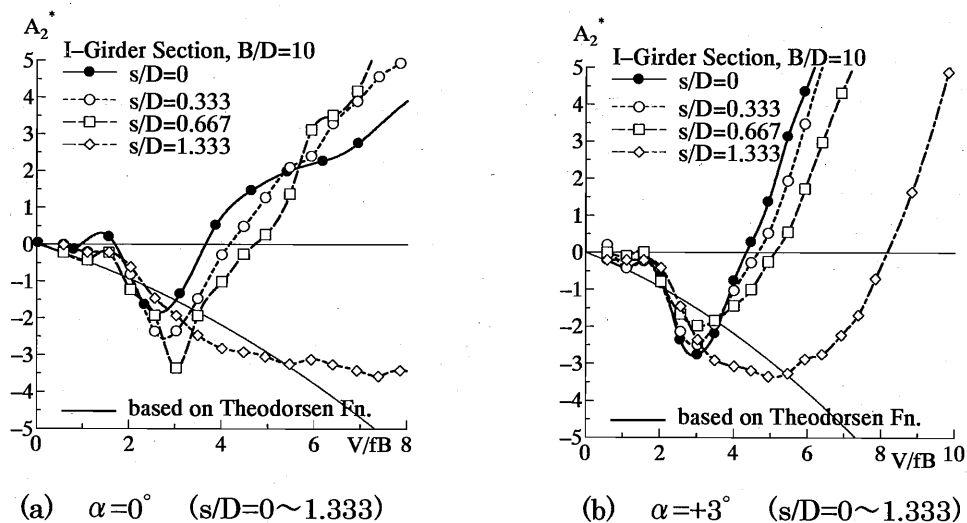 A₂*
I–Girder Section, B/D=10
s/D=0
s/D=0.333
s/D=0.667
s/D=1.333
5
4
3
2
1
0
−1
−2
−3
−4
−5
based on Theodorsen Fn.
0 2 4 6 8
V/fB
(a) α=0° (s/D=0～1.333)
A₂*
I–Girder Section, B/D=10
s/D=0
s/D=0.333
s/D=0.667
s/D=1.333
5
4
3
2
1
0
−1
−2
−3
−4
−5
based on Theodorsen Fn.
0 2 4 6 8 10
V/fB
(b) α=+3° (s/D=0～1.333)